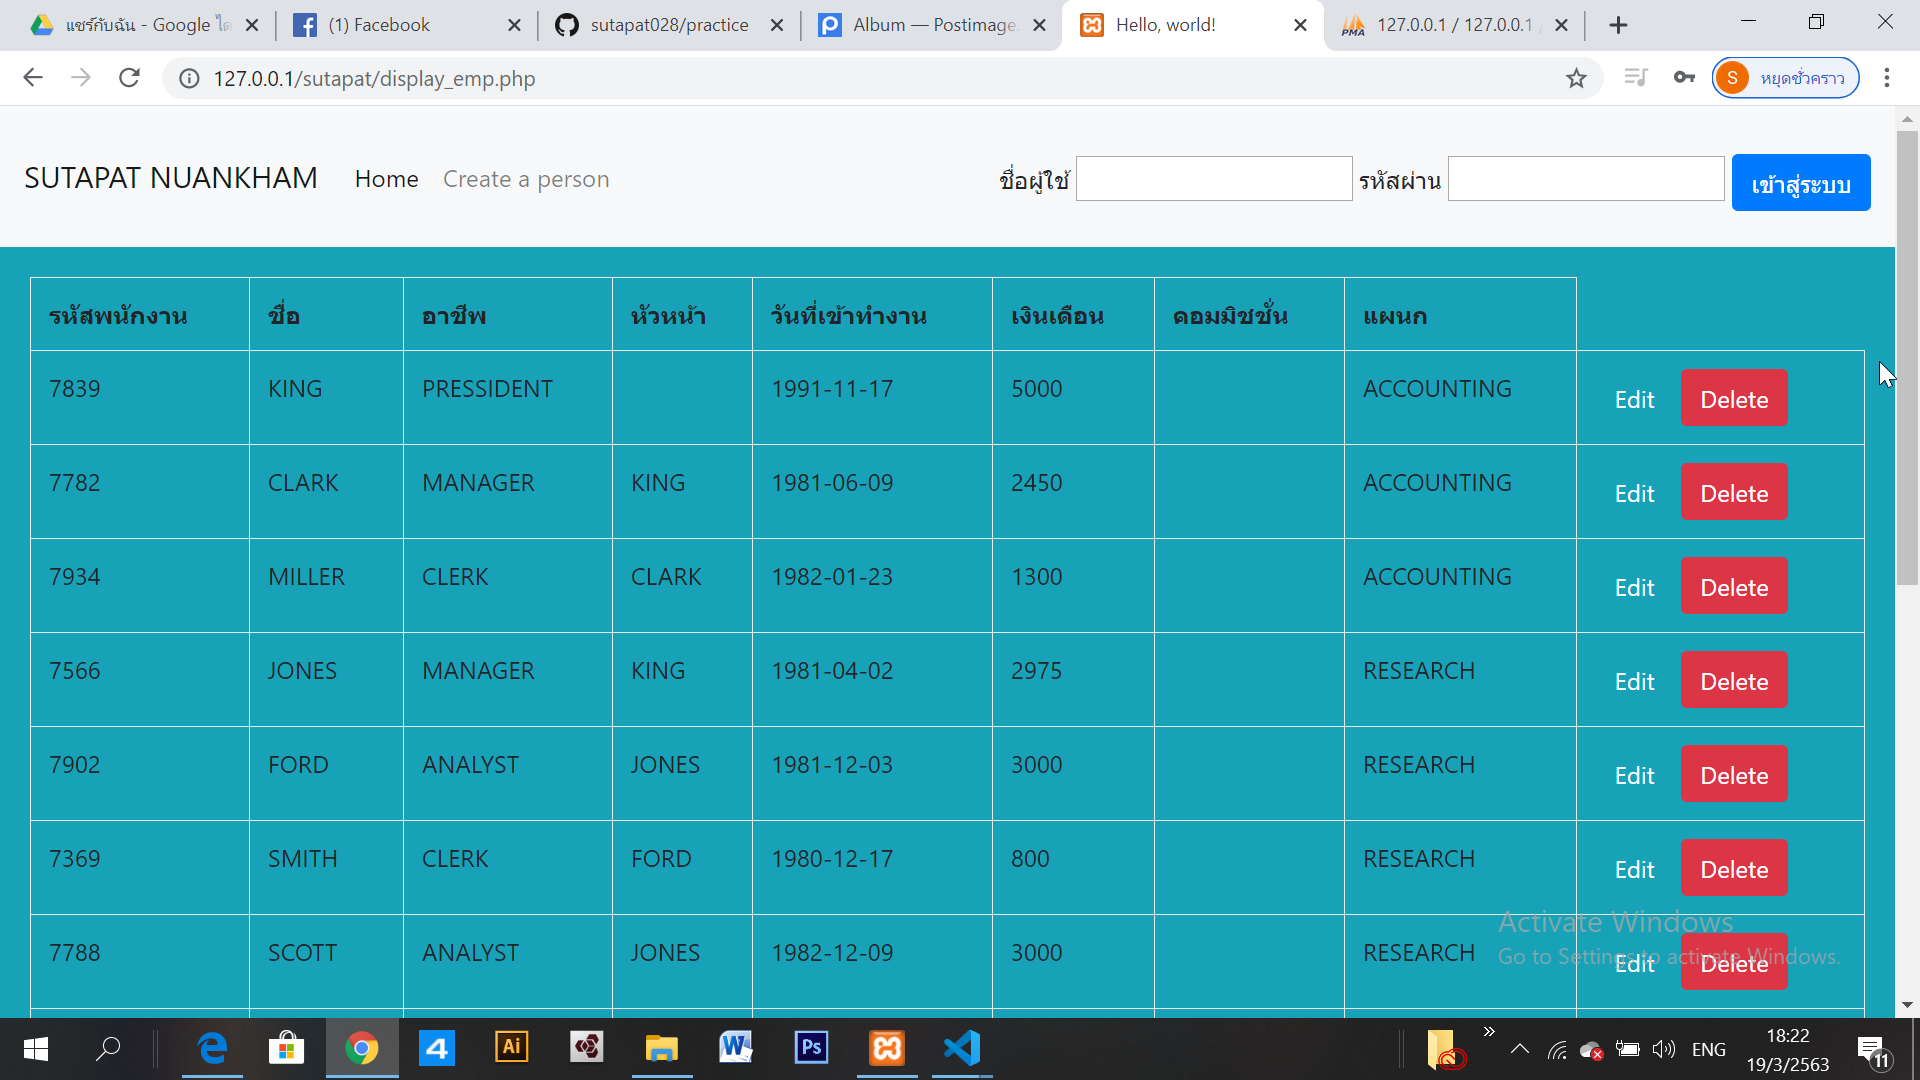 แชร์กับฉัน - Google ได
(1) Facebook
sutapat028/practice
Album — Postimage
Hello, world!
127.0.0.1 / 127.0.0.1 /
127.0.0.1/sutapat/display_emp.php
S หยุดชั่วคราว
SUTAPAT NUANKHAM Home Create a person ชื่อผู้ใช้ รหัสผ่าน เข้าสู่ระบบ
รหัสพนักงาน ชื่อ อาชีพ หัวหน้า วันที่เข้าทำงาน เงินเดือน คอมมิชชั่น แผนก
7839 KING PRESSIDENT 1991-11-17 5000 ACCOUNTING Edit Delete
7782 CLARK MANAGER KING 1981-06-09 2450 ACCOUNTING Edit Delete
7934 MILLER CLERK CLARK 1982-01-23 1300 ACCOUNTING Edit Delete
7566 JONES MANAGER KING 1981-04-02 2975 RESEARCH Edit Delete
7902 FORD ANALYST JONES 1981-12-03 3000 RESEARCH Edit Delete
7369 SMITH CLERK FORD 1980-12-17 800 RESEARCH Edit Delete
7788 SCOTT ANALYST JONES 1982-12-09 3000 RESEARCH Edit Delete
Activate Windows
Go to Settings to activate Windows.
ENG
18:22
19/3/2563
11